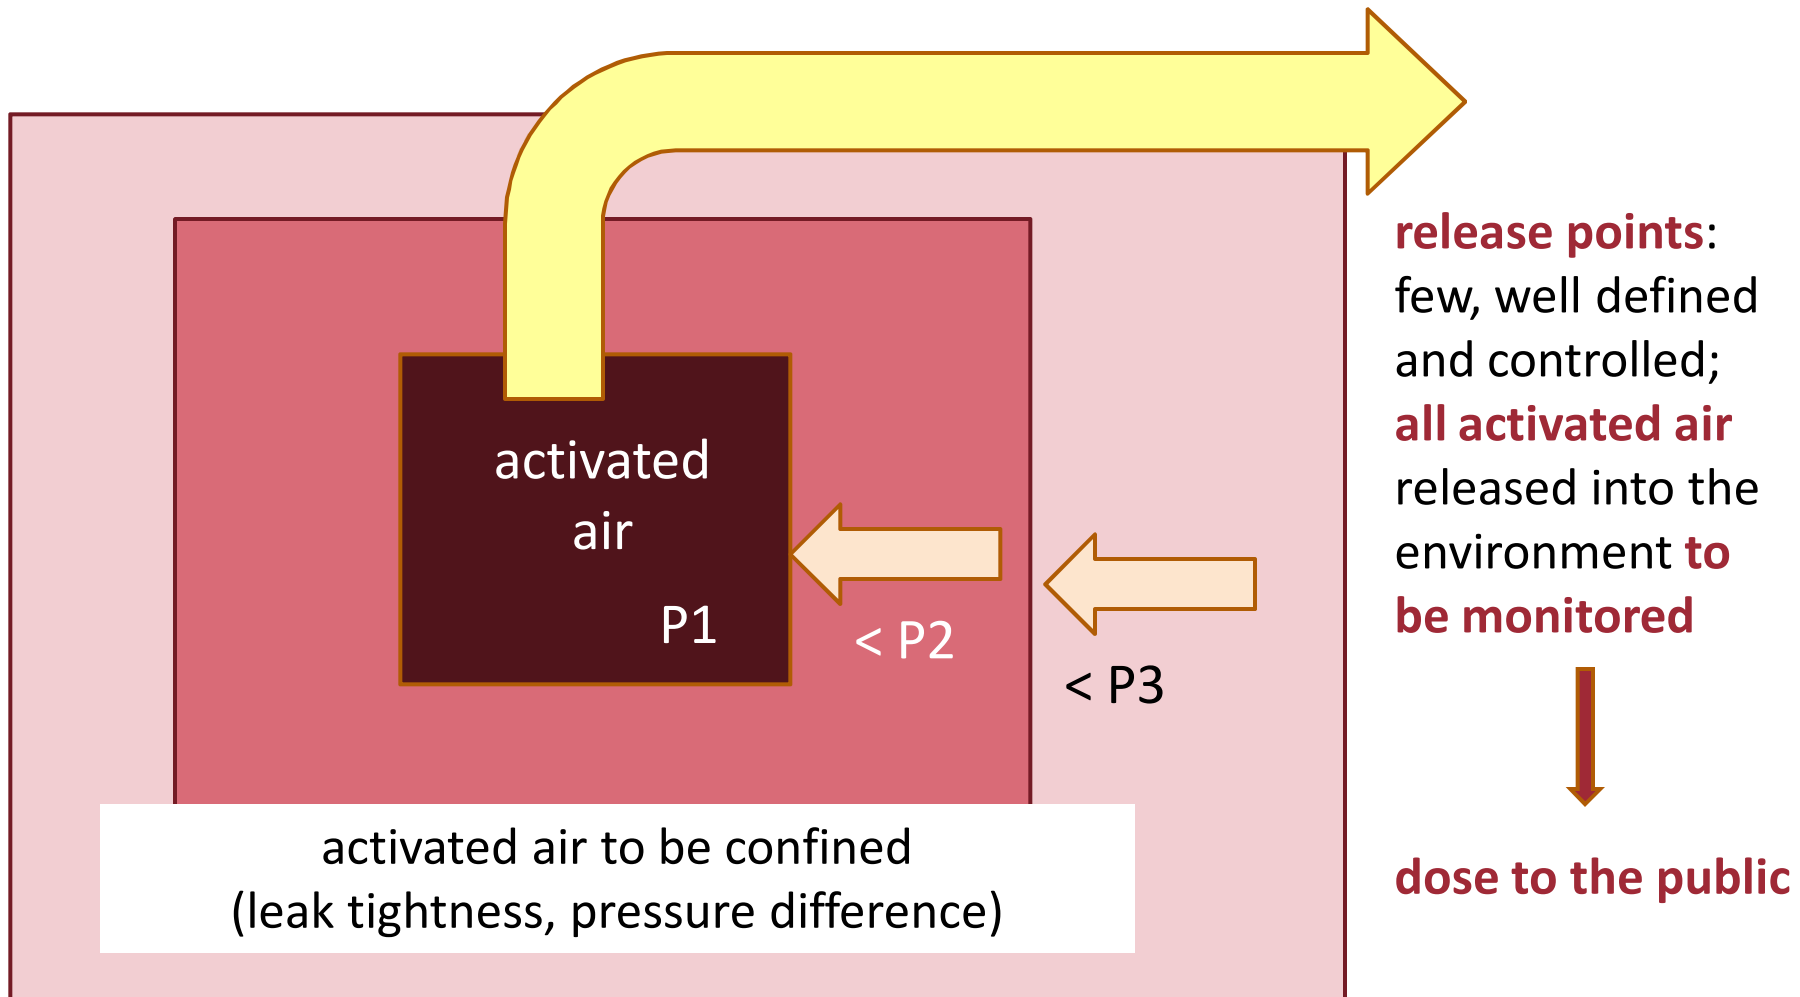 activated
air
P1
< P2
< P3
activated air to be confined
(leak tightness, pressure difference)
release points:
few, well defined
and controlled;
all activated air
released into the
environment to
be monitored
dose to the public